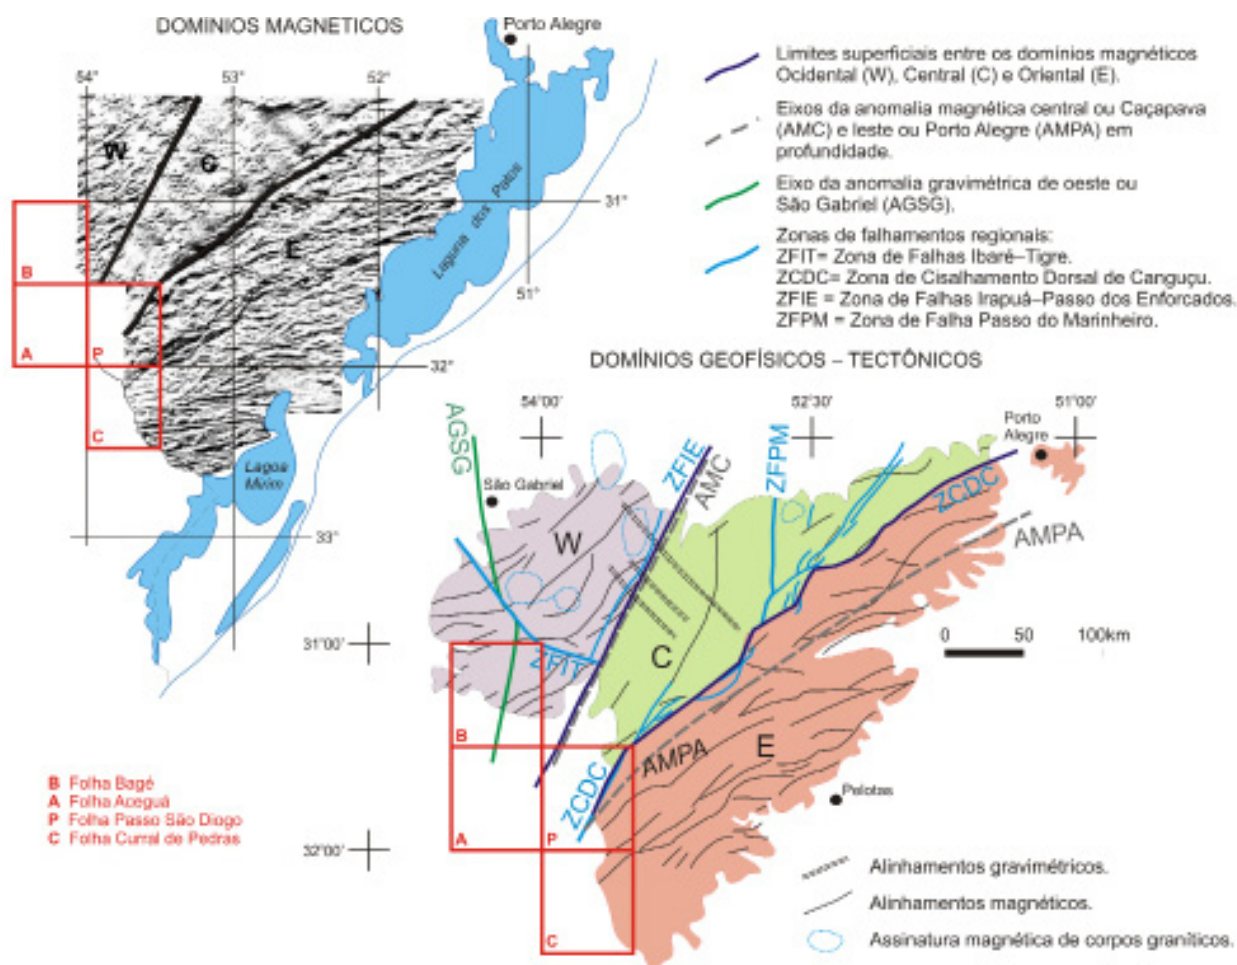 DOMÍNIOS MAGNETICOS
Porto Alegre
54°
53°
52°
W
C
E
31°
51°
32°
33°
B
A
P
C
Laguna dos Patos
Lagoa
Mirim
Limites superficiais entre os domínios magnéticos
Ocidental (W), Central (C) e Oriental (E).
Eixos da anomalia magnética central ou Caçapava
(AMC) e leste ou Porto Alegre (AMPA) em
profundidade.
Eixo da anomalia gravimétrica de oeste ou
São Gabriel (AGSG).
Zonas de falhamentos regionais:
ZFIT= Zona de Falhas Ibaré–Tigre.
ZCDC= Zona de Cisalhamento Dorsal de Canguçu.
ZFIE = Zona de Falhas Irapuá–Passo dos Enforcados.
ZFPM = Zona de Falha Passo do Marinheiro.
DOMÍNIOS GEOFÍSICOS – TECTÔNICOS
54°00'
52°30'
51°00'
Porto
Alegre
AGSG
São Gabriel
ZFIE
AMC
ZFPM
ZCDC
AMPA
W
C
E
ZFIT
31°00'
0 50 100km
B
AMPA
ZCDC
Pelotas
A
P
C
32°00'
B Folha Bagé
A Folha Aceguá
P Folha Passo São Diogo
C Folha Curral de Pedras
Alinhamentos gravimétricos.
Alinhamentos magnéticos.
Assinatura magnética de corpos graníticos.